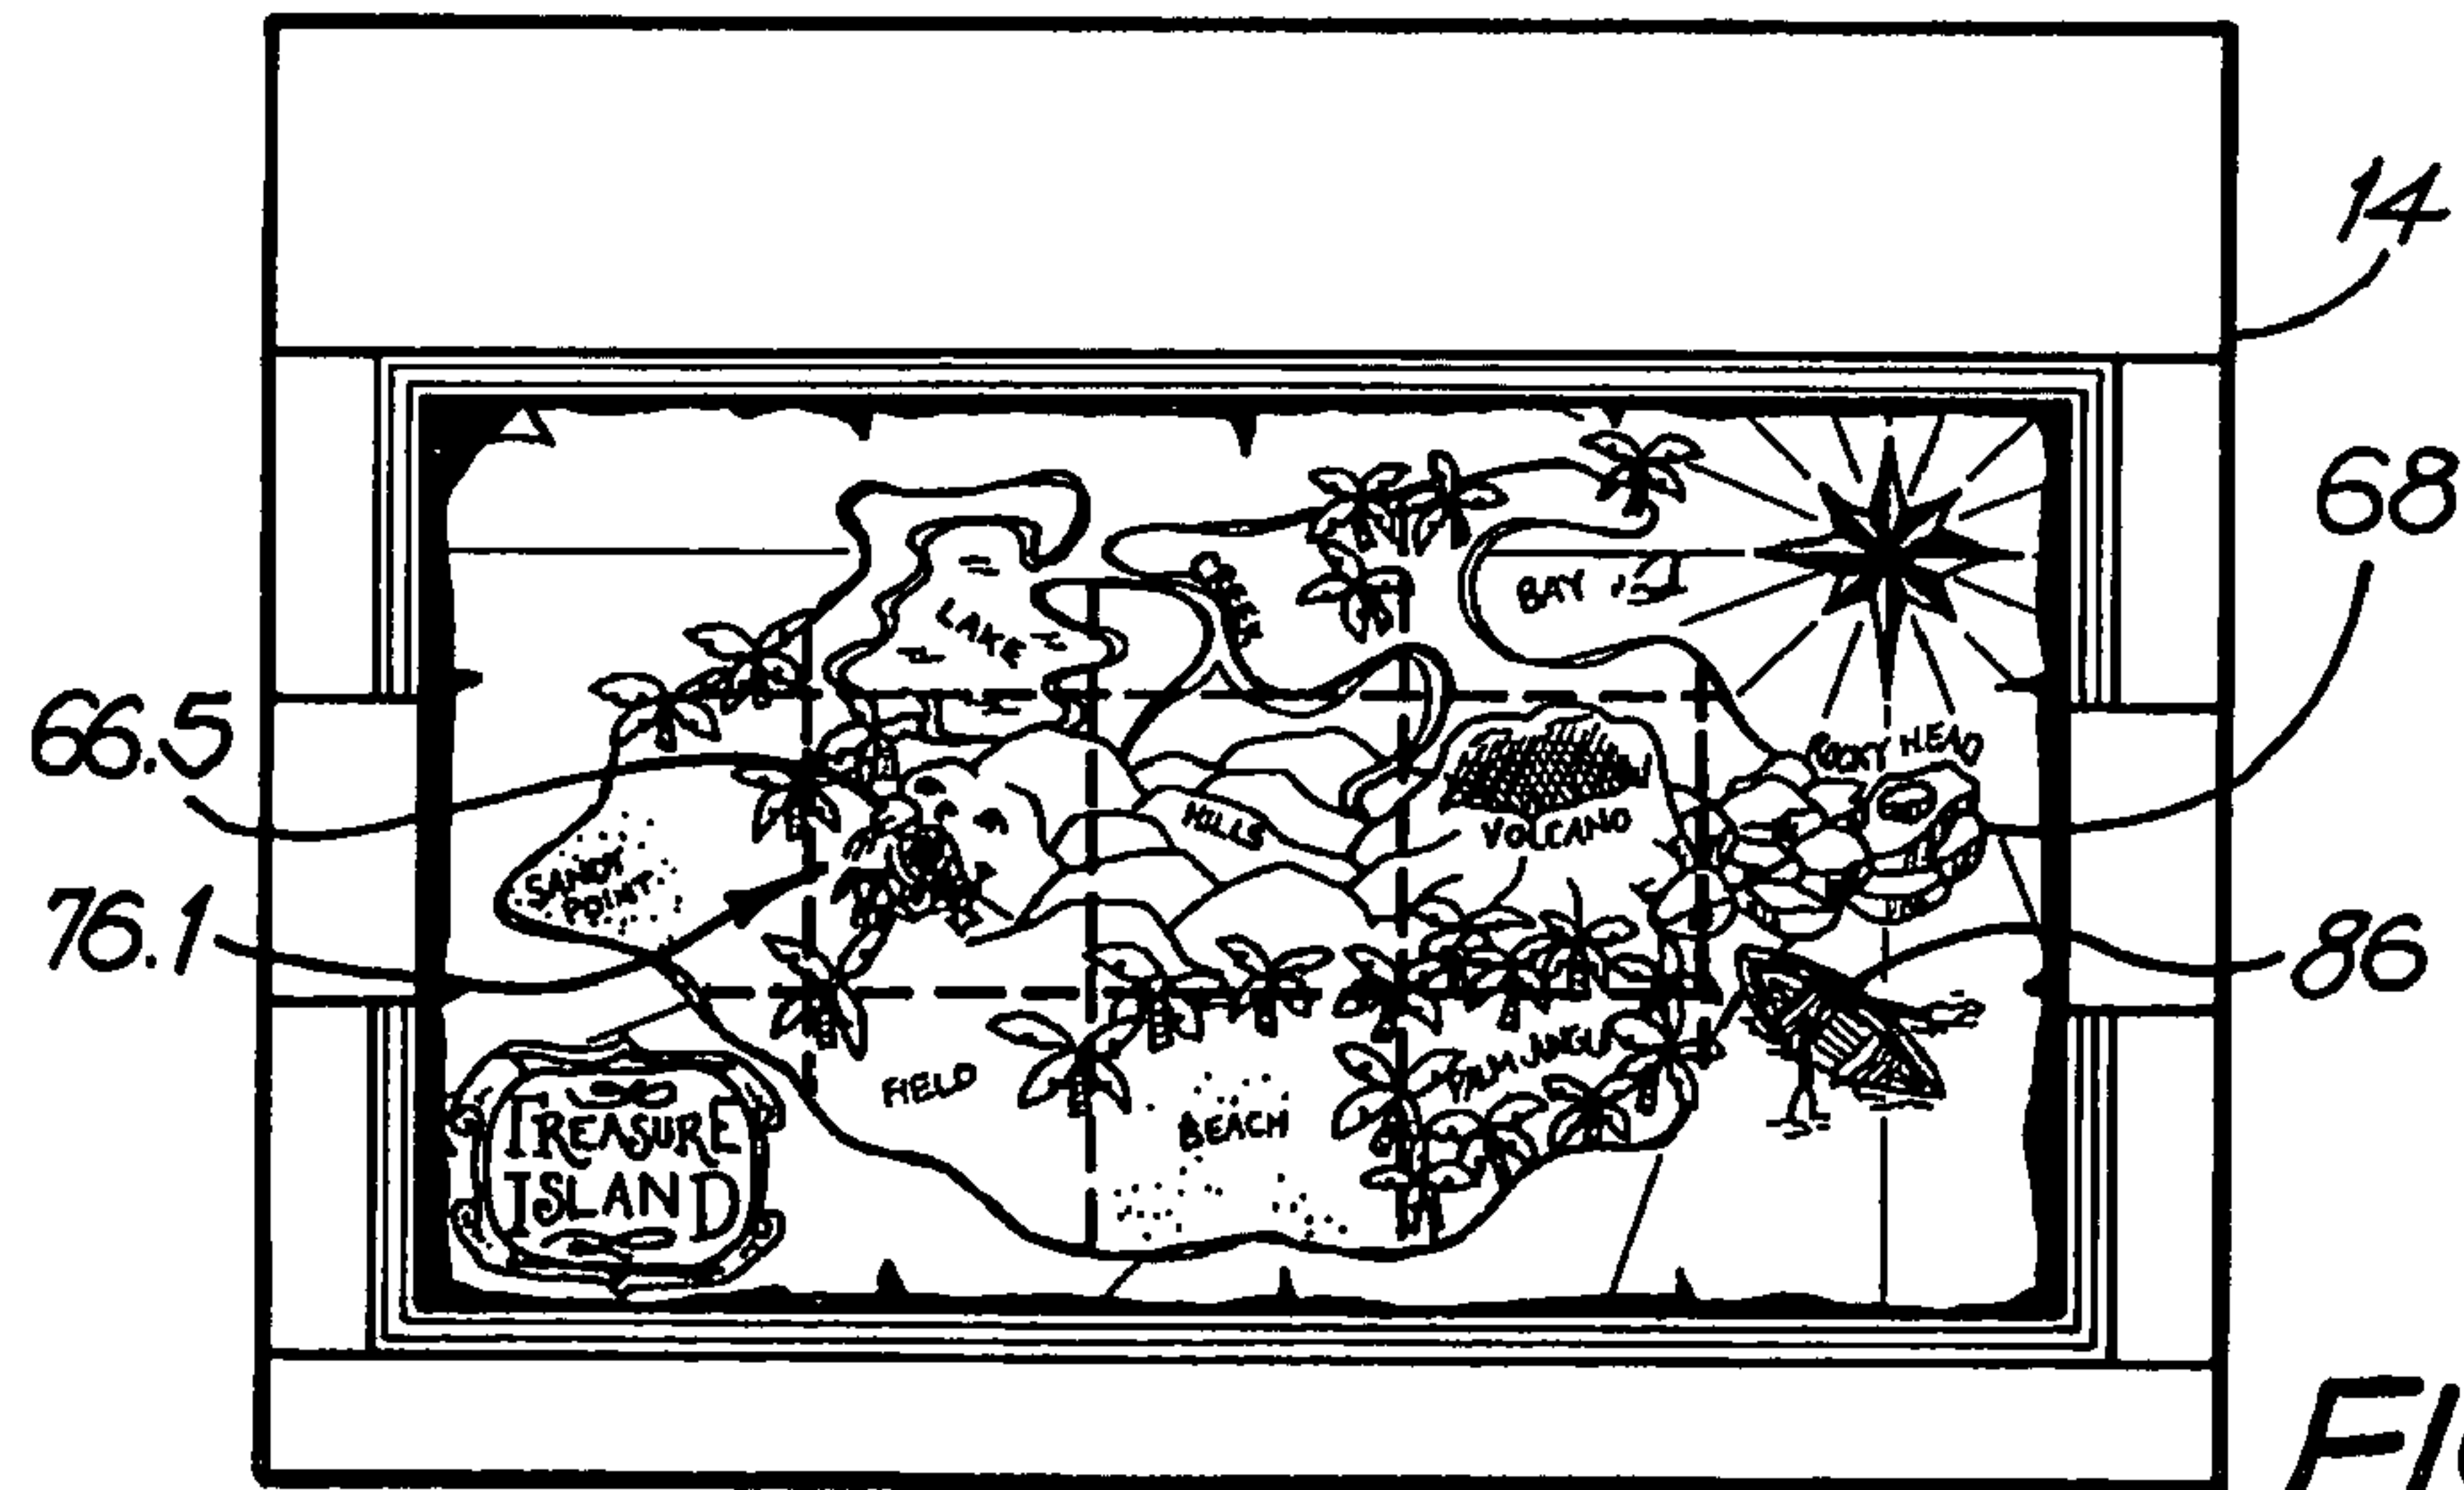 14
68
BAY
LAKE
66.5
ROCKY HEAD
HILLS
VOLCANO
SANDY
POINT
76.1
86
PALM JUNGLE
FIELD
BEACH
TREASURE
ISLAND